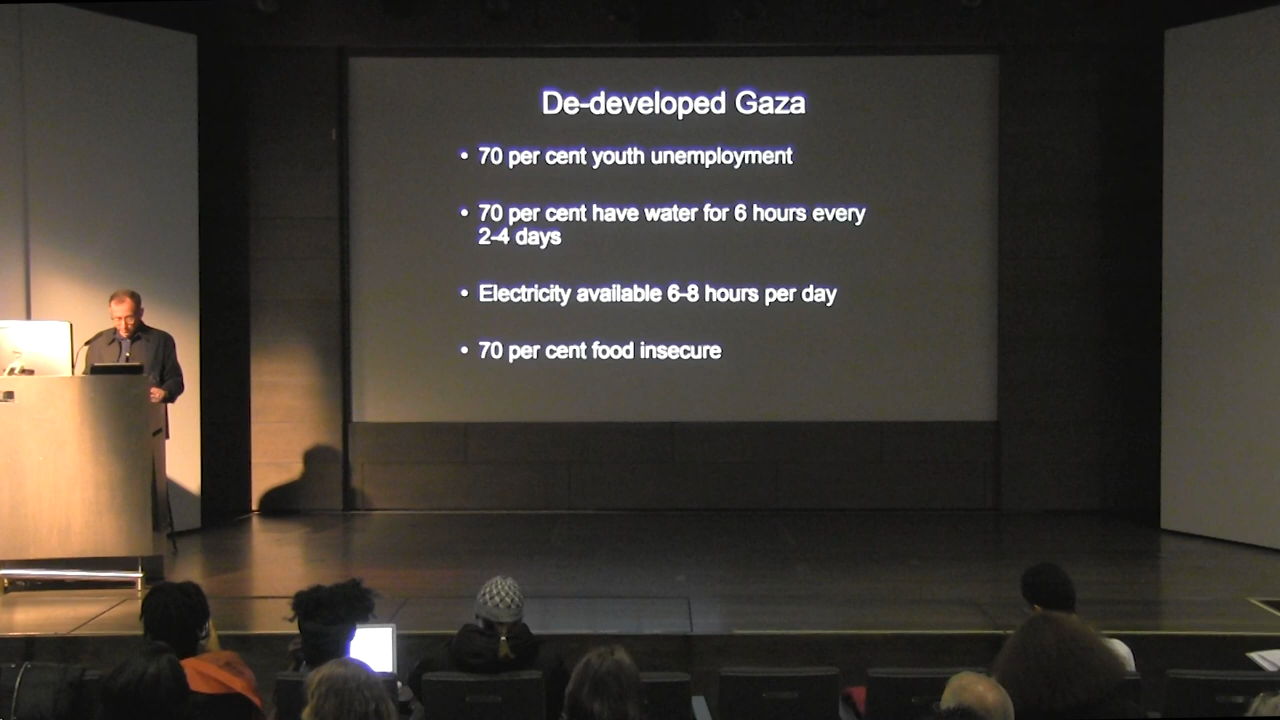 De-developed Gaza
• 70 per cent youth unemployment
• 70 per cent have water for 6 hours every
2-4 days
• Electricity available 6-8 hours per day
• 70 per cent food insecure